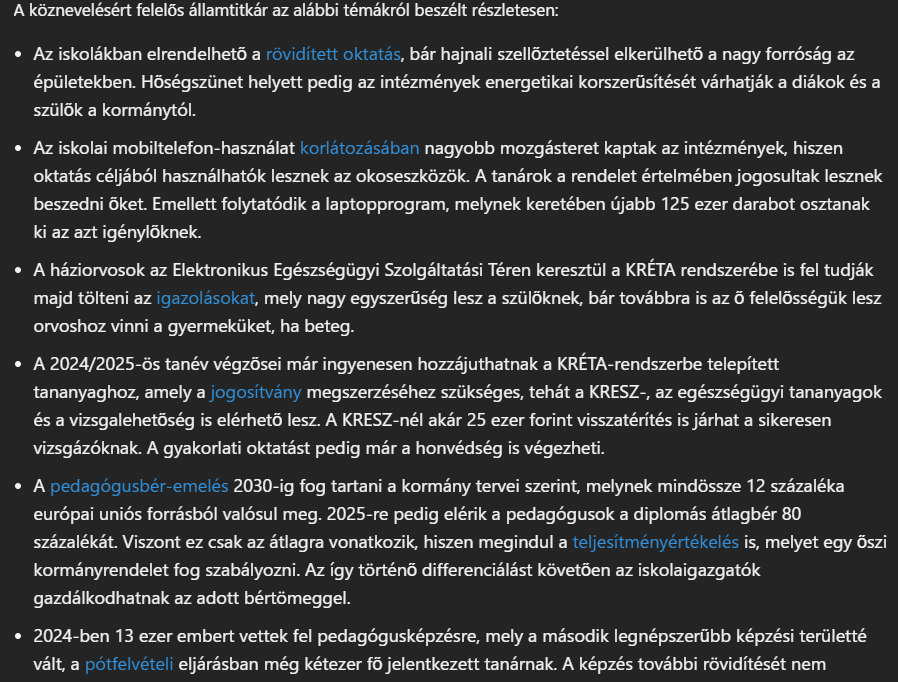 A köznevelésért felelős államtitkár az alábbi témákról beszélt részletesen:
• Az iskolákban elrendelhető a rövidített oktatás, bár hajnali szellőztetéssel elkerülhető a nagy forróság az
épületekben. Hőségszünet helyett pedig az intézmények energetikai korszerűsítését várhatják a diákok és a
szülők a kormánytól.
• Az iskolai mobiltelefon-használat korlátozásában nagyobb mozgásteret kaptak az intézmények, hiszen
oktatás céljából használhatók lesznek az okoseszközök. A tanárok a rendelet értelmében jogosultak lesznek
beszedni őket. Emellett folytatódik a laptopprogram, melynek keretében újabb 125 ezer darabot osztanak
ki az azt igénylőknek.
• A háziorvosok az Elektronikus Egészségügyi Szolgáltatási Téren keresztül a KRÉTA rendszerébe is fel tudják
majd tölteni az igazolásokat, mely nagy egyszerűség lesz a szülőknek, bár továbbra is az ő felelősségük lesz
orvoshoz vinni a gyermeküket, ha beteg.
• A 2024/2025-ös tanév végzősei már ingyenesen hozzájuthatnak a KRÉTA-rendszerbe telepített
tananyaghoz, amely a jogosítvány megszerzéséhez szükséges, tehát a KRESZ-, az egészségügyi tananyagok
és a vizsgalehetőség is elérhető lesz. A KRESZ-nél akár 25 ezer forint visszatérítés is járhat a sikeresen
vizsgázóknak. A gyakorlati oktatást pedig már a honvédség is végezheti.
• A pedagógusbér-emelés 2030-ig fog tartani a kormány tervei szerint, melynek mindössze 12 százaléka
európai uniós forrásból valósul meg. 2025-re pedig elérik a pedagógusok a diplomás átlagbér 80
százalékát. Viszont ez csak az átlagra vonatkozik, hiszen megindul a teljesítményértékelés is, melyet egy őszi
kormányrendelet fog szabályozni. Az így történő differenciálást követően az iskolaigazgatók
gazdálkodhatnak az adott bértömeggel.
• 2024-ben 13 ezer embert vettek fel pedagógusképzésre, mely a második legnépszerűbb képzési területté
vált, a pótfelvételi eljárásban még kétezer fő jelentkezett tanárnak. A képzés további rövidítését nem